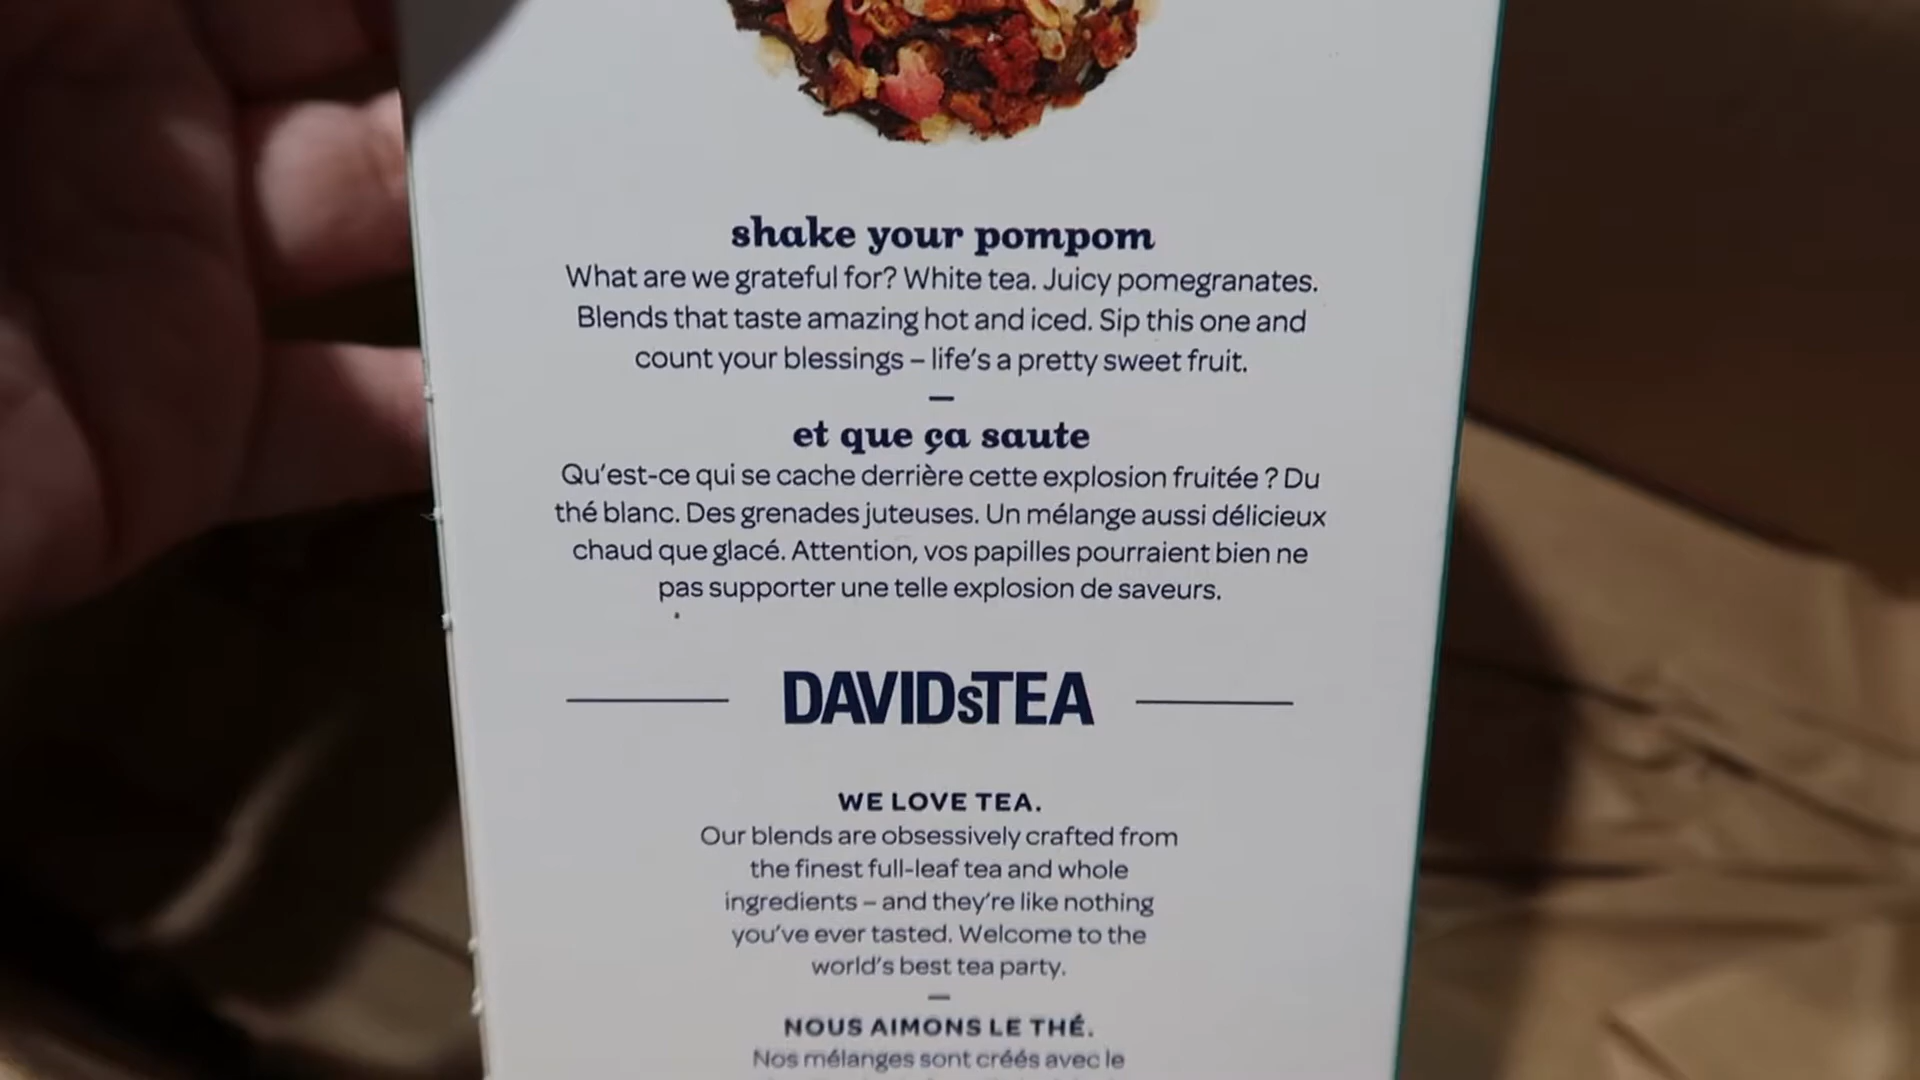 shake your pompom
What are we grateful for? White tea. Juicy pomegranates.
Blends that taste amazing hot and iced. Sip this one and
count your blessings – life's a pretty sweet fruit.
—
et que ça saute
Qu'est-ce qui se cache derrière cette explosion fruitée ? Du
thé blanc. Des grenades juteuses. Un mélange aussi délicieux
chaud que glacé. Attention, vos papilles pourraient bien ne
pas supporter une telle explosion de saveurs.
DAVIDsTEA
WE LOVE TEA.
Our blends are obsessively crafted from
the finest full-leaf tea and whole
ingredients – and they're like nothing
you've ever tasted. Welcome to the
world's best tea party.
—
NOUS AIMONS LE THÉ.
Nos mélanges sont créés avec le